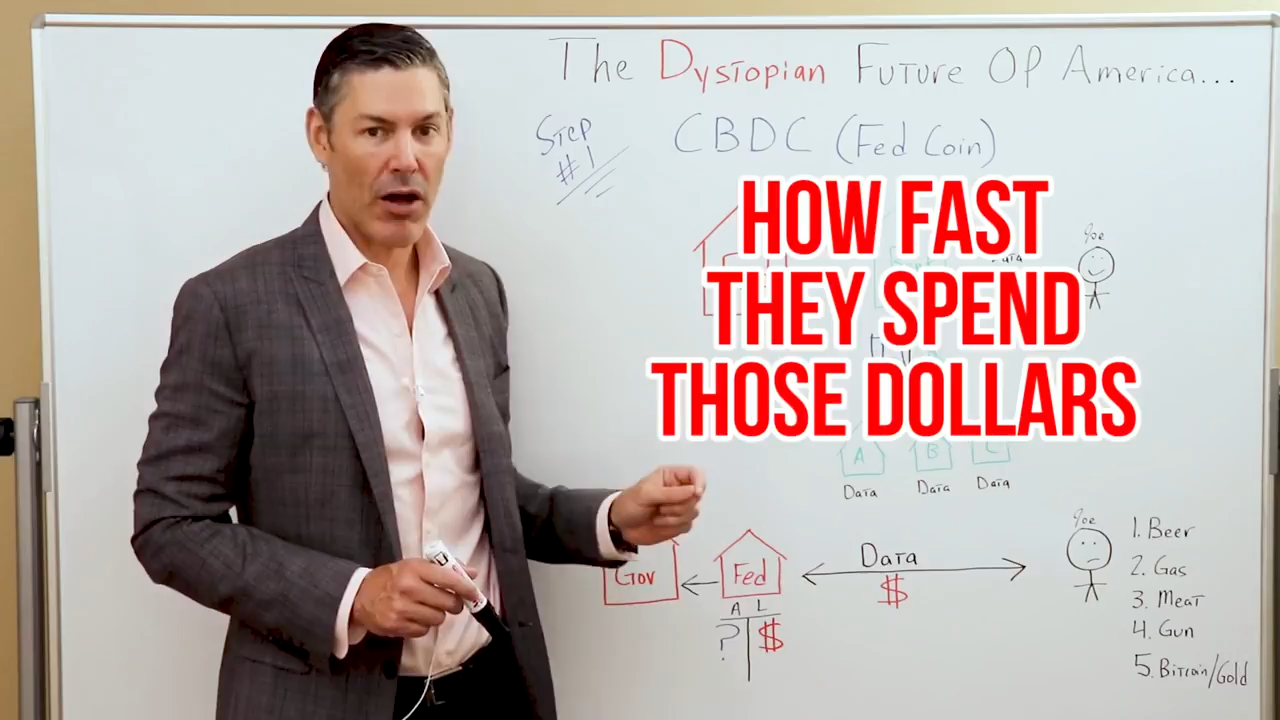 The Dystopian Future Of America...
Step
#1
CBDC (Fed Coin)
HOW FAST
THEY SPEND
THOSE DOLLARS
Joe
A
B
C
Data
Data
Data
Gov
Fed
Data
$
A L
? $
Joe
1. Beer
2. Gas
3. Meat
4. Gun
5. Bitcoin/Gold